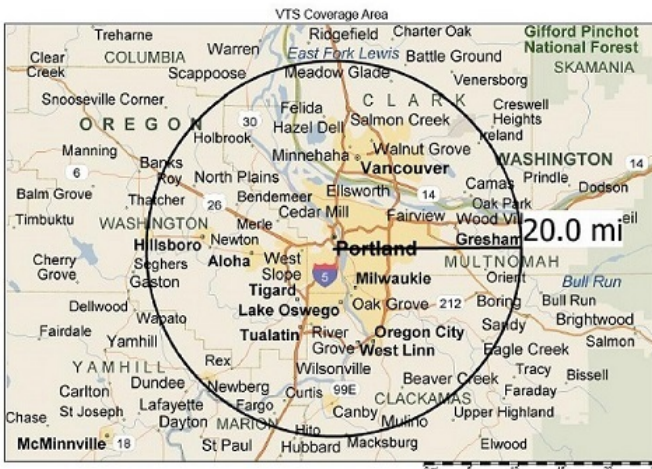 VTS Coverage Area
Treharne
Ridgefield
Charter Oak
Gifford Pinchot
National Forest
Clear
Creek
COLUMBIA
Warren
East Fork Lewis
Battle Ground
SKAMANIA
Scappoose
Meadow Glade
Venersborg
Snooseville Corner
Felida
CLARK
Creswell
Heights
OREGON
30
Hazel Dell
Salmon Creek
Holbrook
Walnut Grove
Manning
Minnehaha
Vancouver
WASHINGTON
14
6
Banks
Roy
North Plains
Ellsworth
14
Camas
Prindle
Dodson
Balm Grove
Thatcher
26
Bendemeer
Oak Park
Timbuktu
WASHINGTON
Merle
Cedar Mill
Fairview
Wood Vil
eil
Hillsboro
Newton
Portland
Gresham
20.0 mi
Cherry
Grove
Seghers
Aloha
West
Slope
MULTNOMAH
Gaston
5
Milwaukie
Orient
Bull Run
Tigard
Dellwood
Lake Oswego
Oak Grove
212
Boring
Bull Run
Wapato
Brightwood
Fairdale
Tualatin
River
Grove
Oregon City
Sandy
Salmon
Yamhill
West Linn
Eagle Creek
YAMHILL
Rex
Wilsonville
Tracy
Bissell
Carlton
Dundee
Newberg
99E
Beaver Creek
Faraday
St Joseph
Lafayette
Fargo
Curtis
CLACKAMAS
Chase
Dayton
Canby
Upper Highland
MARION
Hito
Mulino
McMinnville
18
St Paul
Hubbard
Macksburg
Elwood